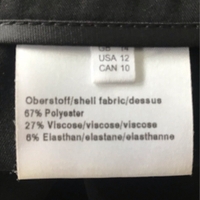 USA 12
CAN 10
Oberstoff/shell fabric/dessus
67% Polyester
27% Viscose/viscose/viscose
6% Elasthan/elastane/elasthanne